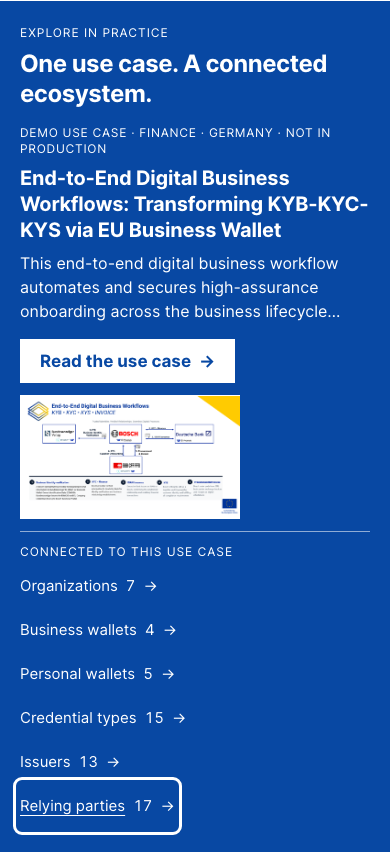 EXPLORE IN PRACTICE
One use case. A connected
ecosystem.
DEMO USE CASE · FINANCE · GERMANY · NOT IN
PRODUCTION
End-to-End Digital Business
Workflows: Transforming KYB-KYC-
KYS via EU Business Wallet
This end-to-end digital business workflow
automates and secures high-assurance
onboarding across the business lifecycle...
Read the use case →
End-to-End Digital Business Workflows
KYB • KYC • KYS • INVOICE
BOSCH
CONNECTED TO THIS USE CASE
Organizations 7 →
Business wallets 4 →
Personal wallets 5 →
Credential types 15 →
Issuers 13 →
Relying parties 17 →